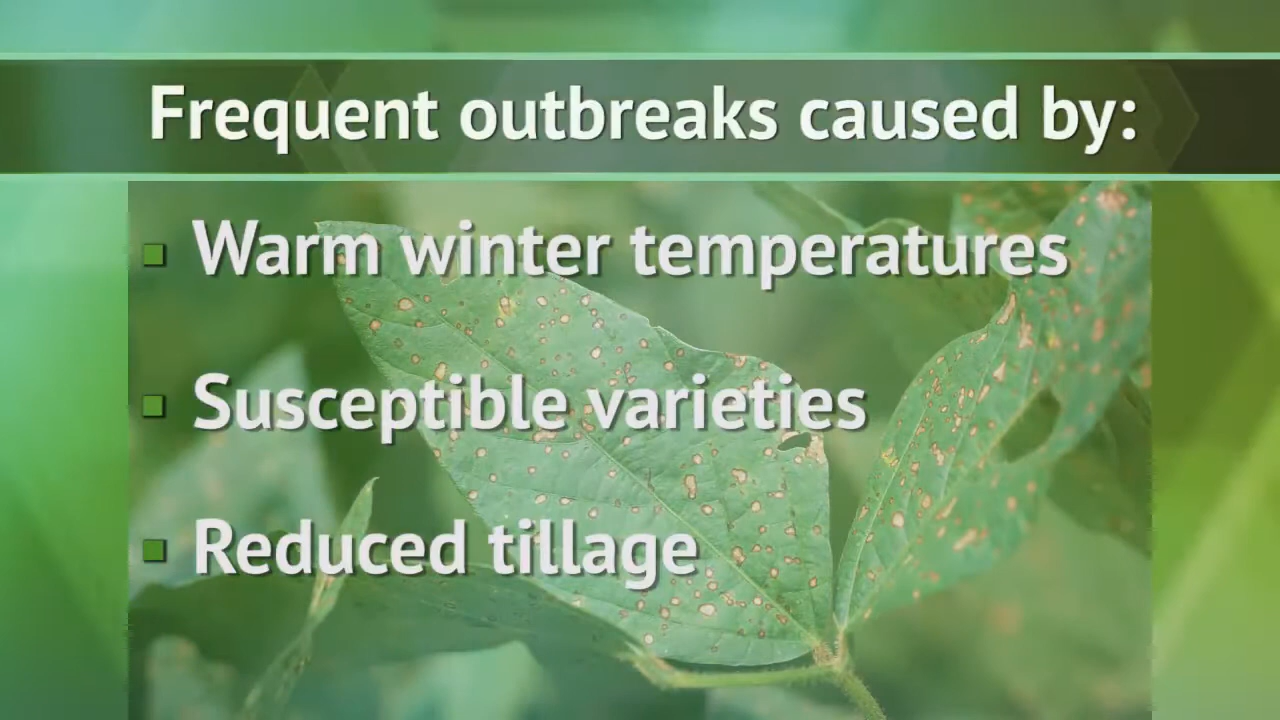 Frequent outbreaks caused by:
Warm winter temperatures
Susceptible varieties
Reduced tillage